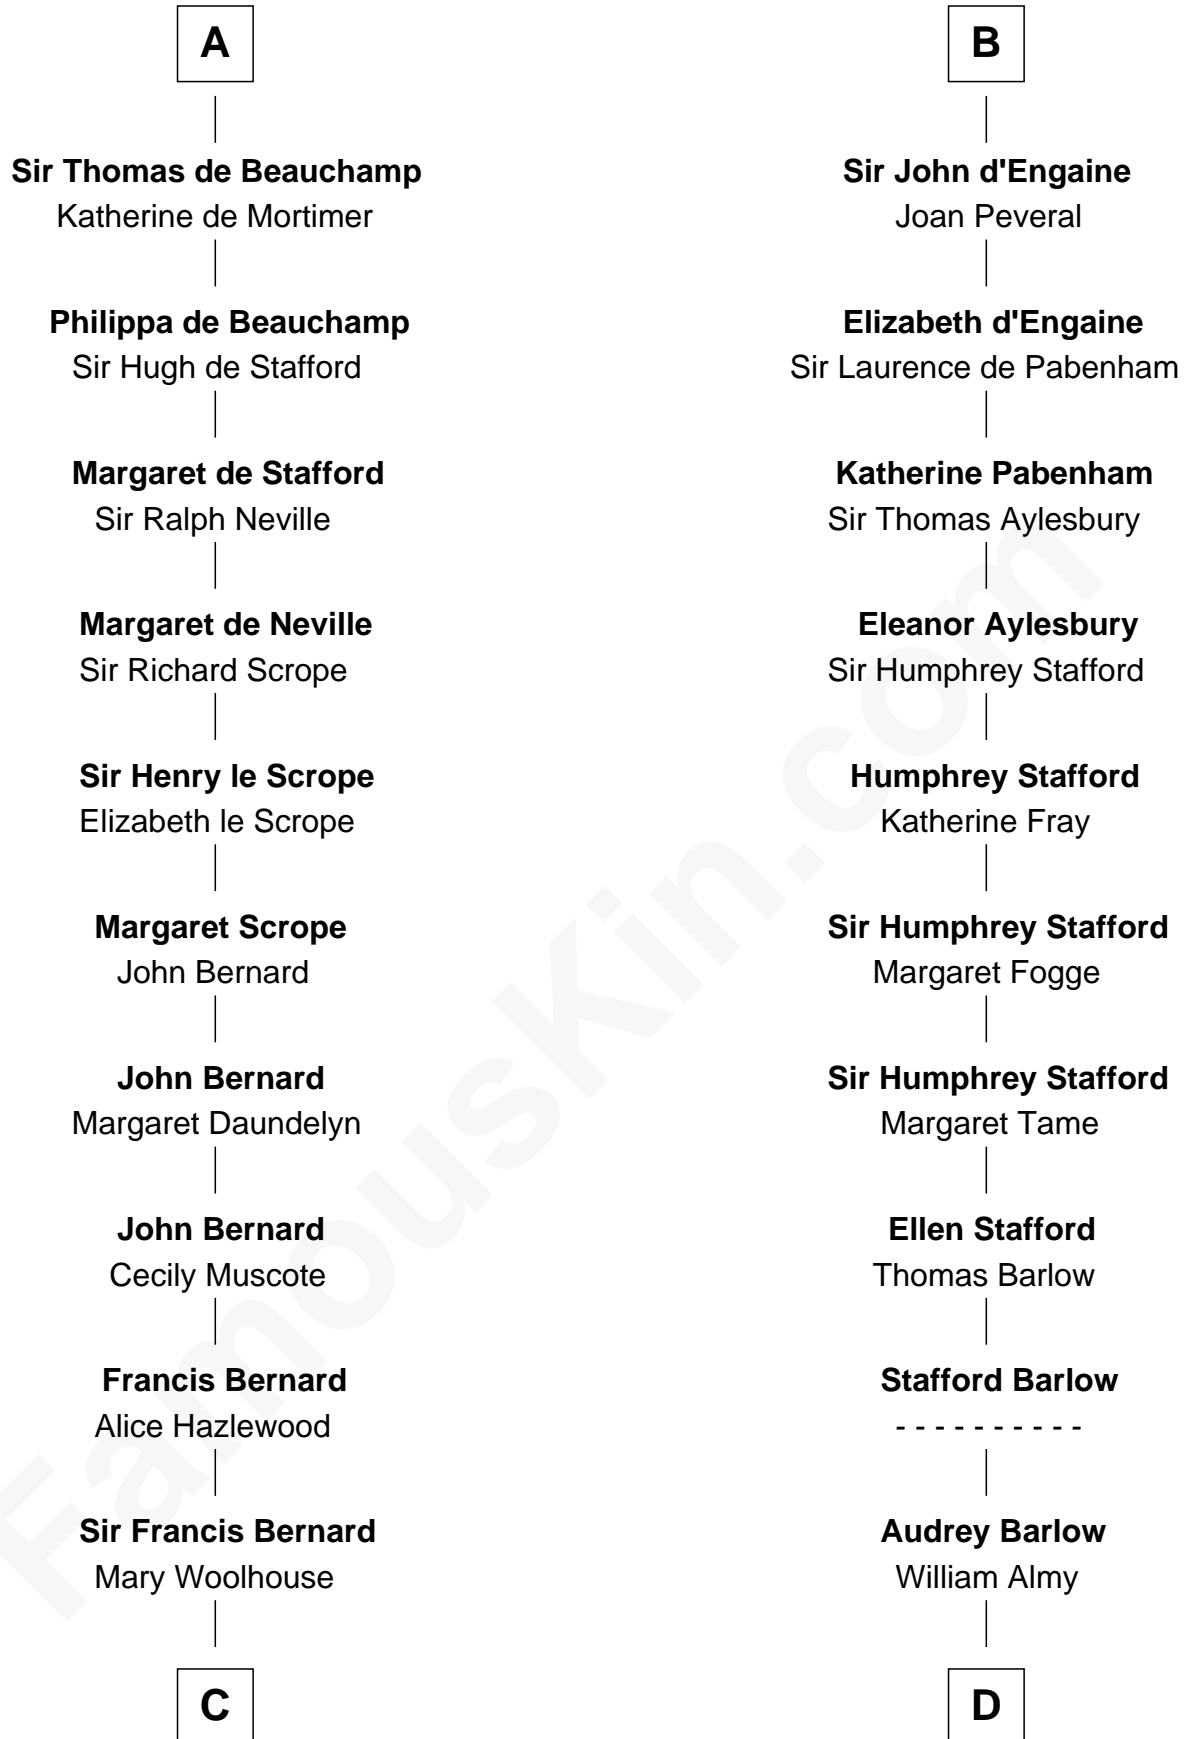 A
Sir Thomas de Beauchamp
Katherine de Mortimer
Philippa de Beauchamp
Sir Hugh de Stafford
Margaret de Stafford
Sir Ralph Neville
Margaret de Neville
Sir Richard Scrope
Sir Henry le Scrope
Elizabeth le Scrope
Margaret Scrope
John Bernard
John Bernard
Margaret Daundelyn
John Bernard
Cecily Muscote
Francis Bernard
Alice Hazlewood
Sir Francis Bernard
Mary Woolhouse
C
B
Sir John d'Engaine
Joan Peveral
Elizabeth d'Engaine
Sir Laurence de Pabenham
Katherine Pabenham
Sir Thomas Aylesbury
Eleanor Aylesbury
Sir Humphrey Stafford
Humphrey Stafford
Katherine Fray
Sir Humphrey Stafford
Margaret Fogge
Sir Humphrey Stafford
Margaret Tame
Ellen Stafford
Thomas Barlow
Stafford Barlow
- - - - - - - - - -
Audrey Barlow
William Almy
D
FamousKin.com